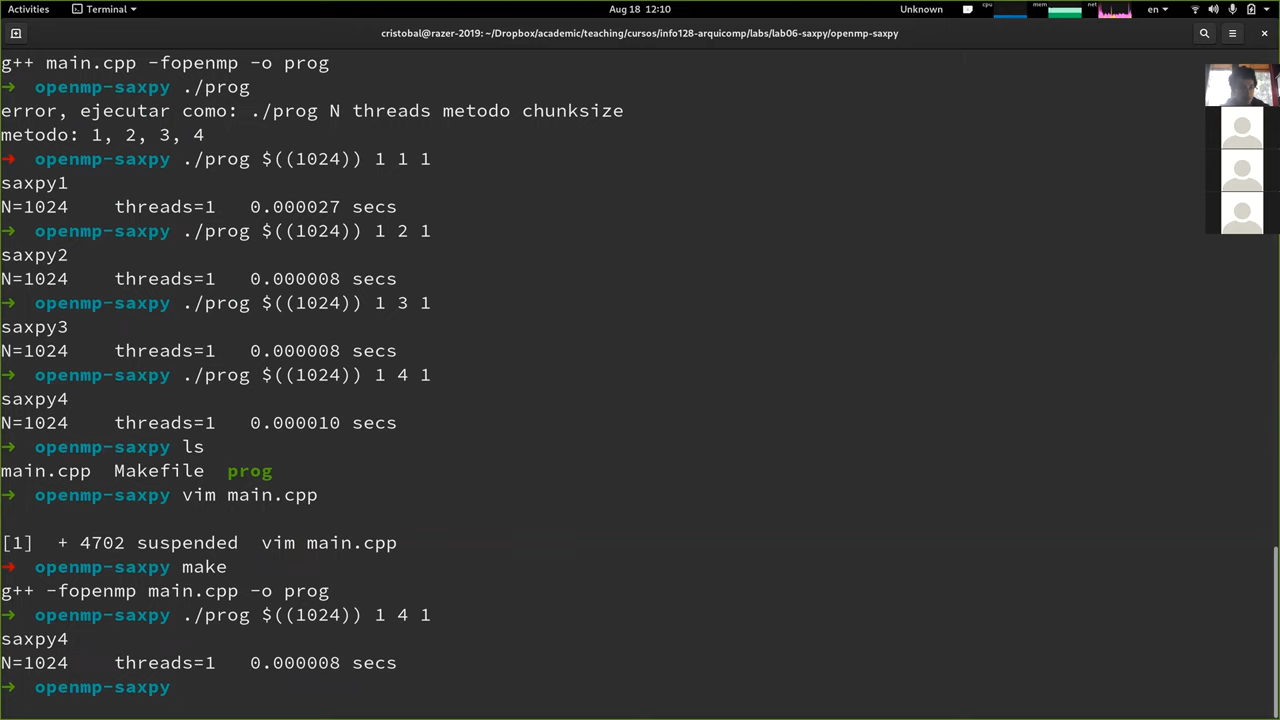 Activities Terminal Aug 18 12:10 Unknown cpu mem net en
cristobal@razer-2019: ~/Dropbox/academic/teaching/cursos/info128-arquicomp/labs/lab06-saxpy/openmp-saxpy
g++ main.cpp -fopenmp -o prog
→ openmp-saxpy ./prog
error, ejecutar como: ./prog N threads metodo chunksize
metodo: 1, 2, 3, 4
→ openmp-saxpy ./prog $((1024)) 1 1 1
saxpy1
N=1024 threads=1 0.000027 secs
→ openmp-saxpy ./prog $((1024)) 1 2 1
saxpy2
N=1024 threads=1 0.000008 secs
→ openmp-saxpy ./prog $((1024)) 1 3 1
saxpy3
N=1024 threads=1 0.000008 secs
→ openmp-saxpy ./prog $((1024)) 1 4 1
saxpy4
N=1024 threads=1 0.000010 secs
→ openmp-saxpy ls
main.cpp Makefile prog
→ openmp-saxpy vim main.cpp
[1] + 4702 suspended vim main.cpp
→ openmp-saxpy make
g++ -fopenmp main.cpp -o prog
→ openmp-saxpy ./prog $((1024)) 1 4 1
saxpy4
N=1024 threads=1 0.000008 secs
→ openmp-saxpy